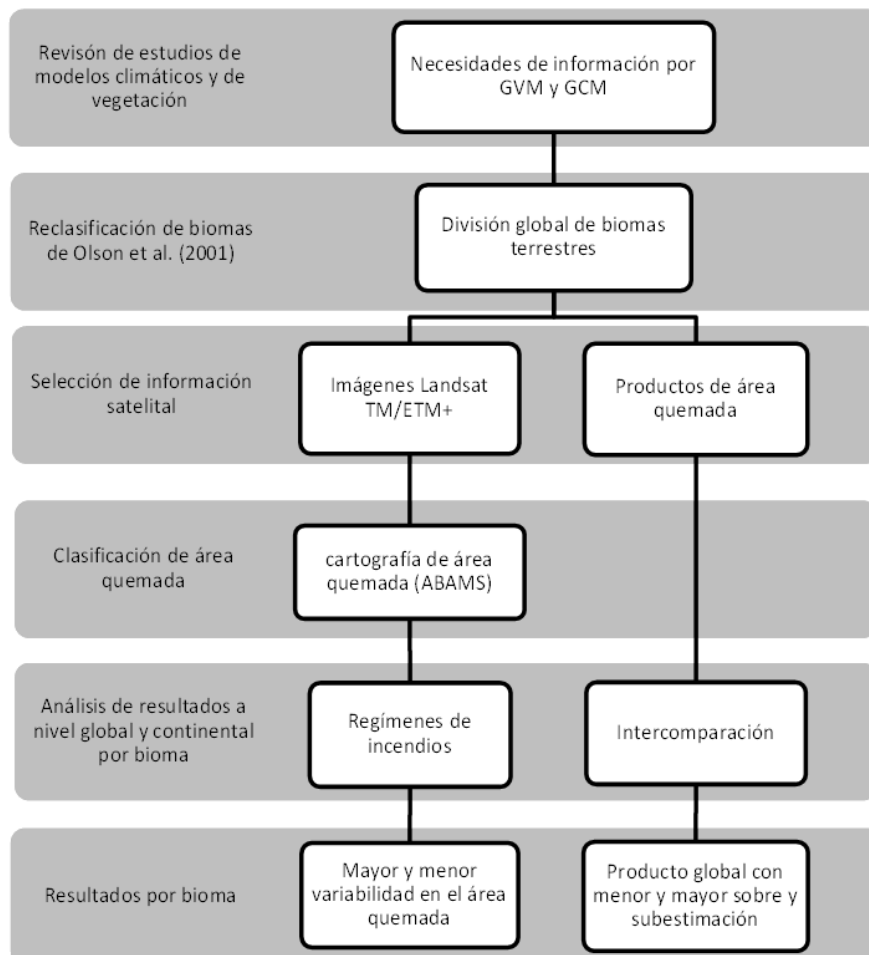 Revisón de estudios de
modelos climáticos y de
vegetación
Necesidades de información por
GVM y GCM
Reclasificación de biomas
de Olson et al. (2001)
División global de biomas
terrestres
Selección de información
satelital
Imágenes Landsat
TM/ETM+
Productos de área
quemada
Clasificación de área
quemada
cartografía de área
quemada (ABAMS)
Análisis de resultados a
nivel global y continental
por bioma
Regímenes de
incendios
Intercomparación
Resultados por bioma
Mayor y menor
variabilidad en el área
quemada
Producto global con
menor y mayor sobre y
subestimación